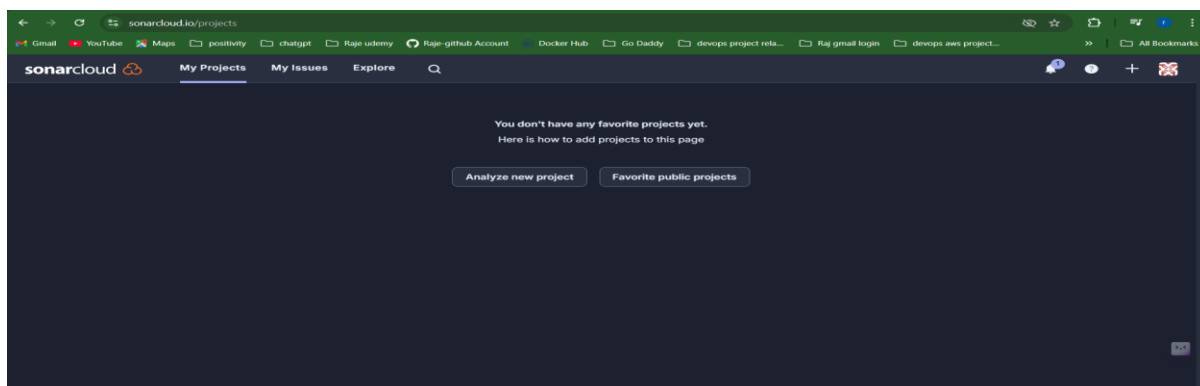 sonarcloud.io/projects
Gmail YouTube Maps positivity chatgpt Raje udemy Raje-github Account Docker Hub Go Daddy devops project rela... Raj gmail login devops aws project... » All Bookmarks
sonarcloud My Projects My Issues Explore 1 ?
You don't have any favorite projects yet.
Here is how to add projects to this page
Analyze new project Favorite public projects